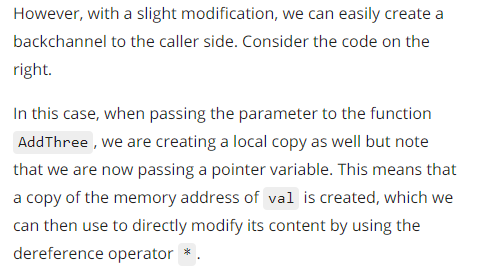 However, with a slight modification, we can easily create a
backchannel to the caller side. Consider the code on the
right.
In this case, when passing the parameter to the function
AddThree , we are creating a local copy as well but note
that we are now passing a pointer variable. This means that
a copy of the memory address of val is created, which we
can then use to directly modify its content by using the
dereference operator * .